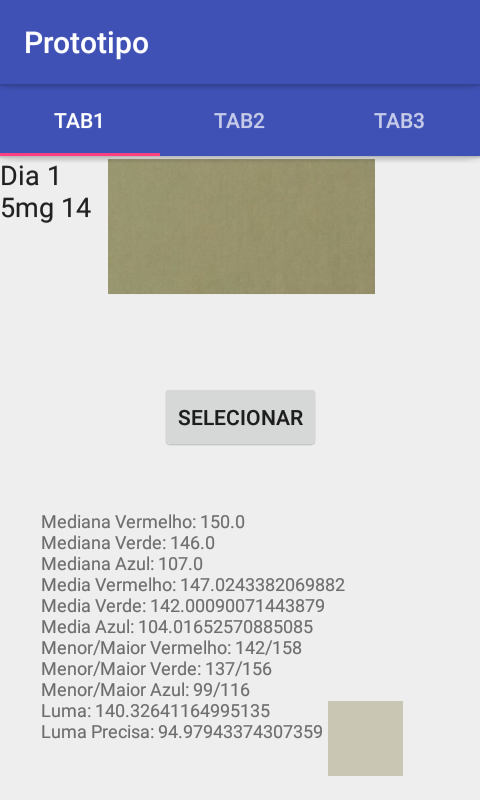 Prototipo
TAB1 TAB2 TAB3
Dia 1
5mg 14
SELECIONAR
Mediana Vermelho: 150.0
Mediana Verde: 146.0
Mediana Azul: 107.0
Media Vermelho: 147.0243382069882
Media Verde: 142.00090071443879
Media Azul: 104.01652570885085
Menor/Maior Vermelho: 142/158
Menor/Maior Verde: 137/156
Menor/Maior Azul: 99/116
Luma: 140.32641164995135
Luma Precisa: 94.97943374307359